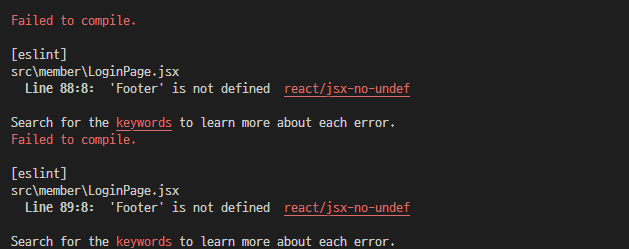 Failed to compile.
[eslint]
src\member\LoginPage.jsx
Line 88:8:  'Footer' is not defined  react/jsx-no-undef
Search for the keywords to learn more about each error.
Failed to compile.
[eslint]
src\member\LoginPage.jsx
Line 89:8:  'Footer' is not defined  react/jsx-no-undef
Search for the keywords to learn more about each error.